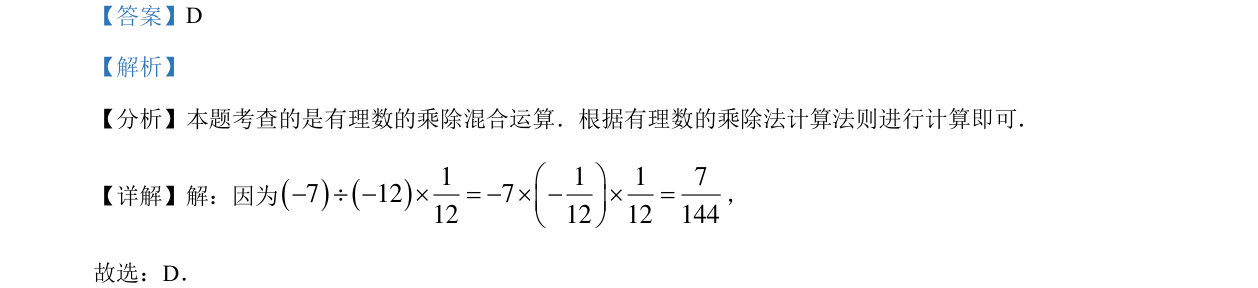 【答案】D
【解析】
【分析】本题考查的是有理数的乘除混合运算．根据有理数的乘除法计算法则进行计算即可．
【详解】解：因为(−7)÷(−12)×1/12=−7×(−1/12)×1/12=7/144，
故选：D．